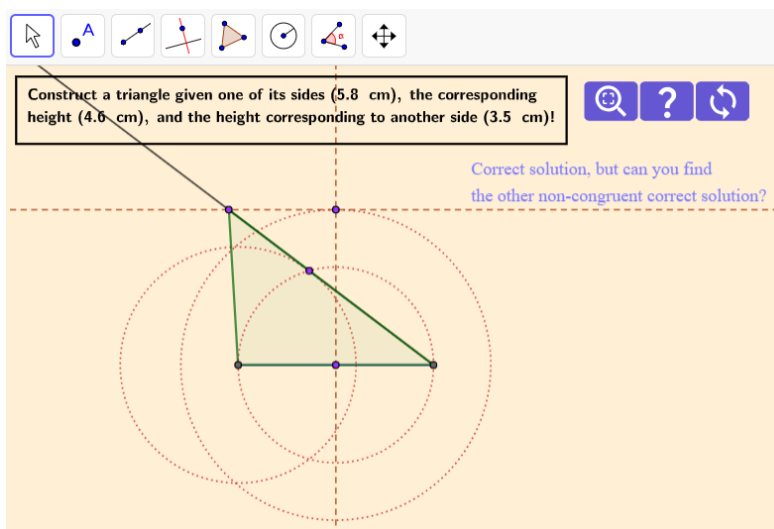 A
α
Construct a triangle given one of its sides (5.8 cm), the corresponding
height (4.6 cm), and the height corresponding to another side (3.5 cm)!
?
Correct solution, but can you find
the other non-congruent correct solution?